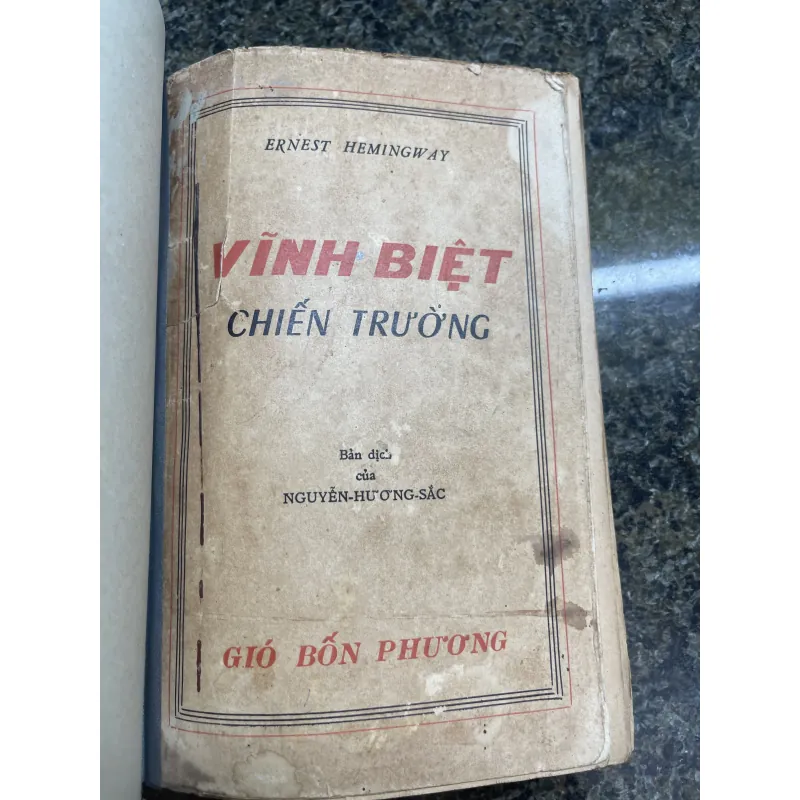 ERNEST HEMINGWAY
VĨNH BIỆT
CHIẾN TRƯỜNG
Bản dịch
của
NGUYỄN-HƯƠNG-SẮC
GIÓ BỐN PHƯƠNG